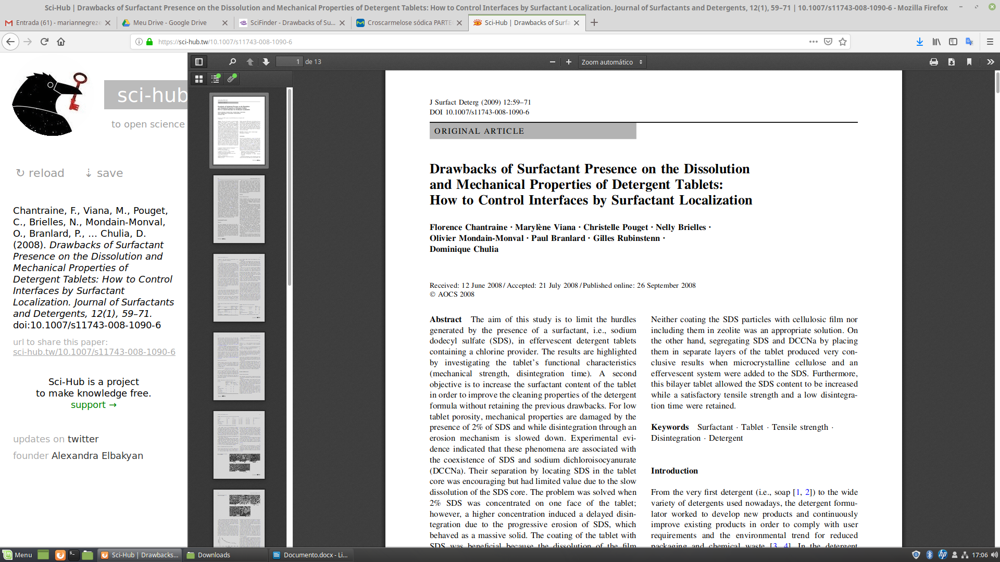 Sci-Hub | Drawbacks of Surfactant Presence on the Dissolution and Mechanical Properties of Detergent Tablets: How to Control Interfaces by Surfactant Localization. Journal of Surfactants and Detergents, 12(1), 59–71 | 10.1007/s11743-008-1090-6 - Mozilla Firefox
Entrada (61) - mariannegreze
Meu Drive - Google Drive
SciFinder - Drawbacks of Su...
Croscarmelose sódica PARTE
Sci-Hub | Drawbacks of Surfa
https://sci-hub.tw/10.1007/s11743-008-1090-6
1 de 13
Zoom automático
sci-hub
to open science
↻ reload
⇣ save
Chantraine, F., Viana, M., Pouget,
C., Brielles, N., Mondain-Monval,
O., Branlard, P., … Chulia, D.
(2008). Drawbacks of Surfactant
Presence on the Dissolution and
Mechanical Properties of
Detergent Tablets: How to Control
Interfaces by Surfactant
Localization. Journal of Surfactants
and Detergents, 12(1), 59–71.
doi:10.1007/s11743-008-1090-6
url to share this paper:
sci-hub.tw/10.1007/s11743-008-1090-6
Sci-Hub is a project
to make knowledge free.
support →
updates on twitter
founder Alexandra Elbakyan
J Surfact Deterg (2009) 12:59–71
DOI 10.1007/s11743-008-1090-6
ORIGINAL ARTICLE
Drawbacks of Surfactant Presence on the Dissolution
and Mechanical Properties of Detergent Tablets:
How to Control Interfaces by Surfactant Localization
Florence Chantraine · Marylène Viana · Christelle Pouget · Nelly Brielles ·
Olivier Mondain-Monval · Paul Branlard · Gilles Rubinstenn ·
Dominique Chulia
Received: 12 June 2008 / Accepted: 21 July 2008 / Published online: 26 September 2008
© AOCS 2008
Abstract The aim of this study is to limit the hurdles
generated by the presence of a surfactant, i.e., sodium
dodecyl sulfate (SDS), in effervescent detergent tablets
containing a chlorine provider. The results are highlighted
by investigating the tablet's functional characteristics
(mechanical strength, disintegration time). A second
objective is to increase the surfactant content of the tablet
in order to improve the cleaning properties of the detergent
formula without retaining the previous drawbacks. For low
tablet porosity, mechanical properties are damaged by the
presence of 2% of SDS and while disintegration through an
erosion mechanism is slowed down. Experimental evi-
dence indicated that these phenomena are associated with
the coexistence of SDS and sodium dichloroisocyanurate
(DCCNa). Their separation by locating SDS in the tablet
core was encouraging but had limited value due to the slow
dissolution of the SDS core. The problem was solved when
2% SDS was concentrated on one face of the tablet;
however, a higher concentration induced a delayed disin-
tegration due to the progressive erosion of SDS, which
behaved as a massive solid. The coating of the tablet with
SDS was beneficial because the dissolution of the film
Neither coating the SDS particles with cellulosic film nor
including them in zeolite was an appropriate solution. On
the other hand, segregating SDS and DCCNa by placing
them in separate layers of the tablet produced very con-
clusive results when microcrystalline cellulose and an
effervescent system were added to the SDS. Furthermore,
this bilayer tablet allowed the SDS content to be increased
while a satisfactory tensile strength and a low disintegra-
tion time were retained.
Keywords Surfactant · Tablet · Tensile strength ·
Disintegration · Detergent
Introduction
From the very first detergent (i.e., soap [1, 2]) to the wide
variety of detergents used nowadays, the detergent formu-
lator worked to develop new products and continuously
improve existing products in order to comply with user
requirements and the environmental trend for reduced
packaging and chemical waste [3, 4]. In the detergent
Menu
Sci-Hub | Drawbacks...
Downloads
Documento.docx - Li...
17:06